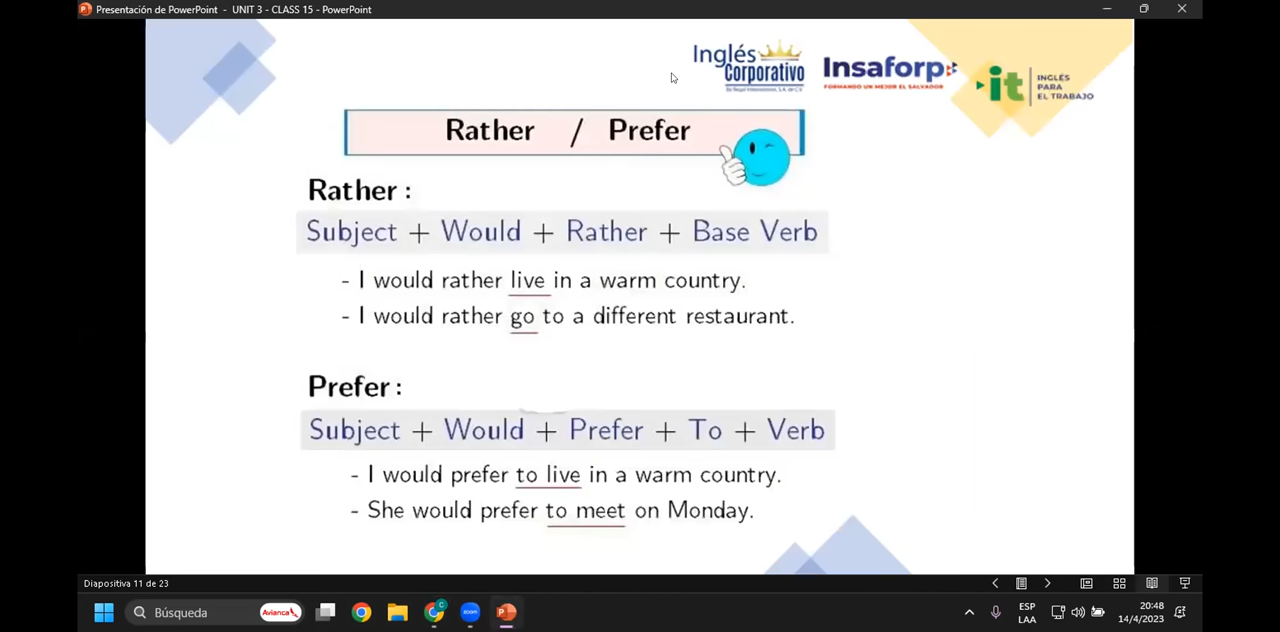 Presentación de PowerPoint - UNIT 3 - CLASS 15 - PowerPoint
Inglés
Corporativo
Insaforp
FORMANDO UN MEJOR EL SALVADOR
it
INGLÉS
PARA
EL TRABAJO
Rather / Prefer
Rather :
Subject + Would + Rather + Base Verb
- I would rather live in a warm country.
- I would rather go to a different restaurant.
Prefer :
Subject + Would + Prefer + To + Verb
- I would prefer to live in a warm country.
- She would prefer to meet on Monday.
Diapositiva 11 de 23
Búsqueda
Avianca
zoom
ESP
LAA
20:48
14/4/2023